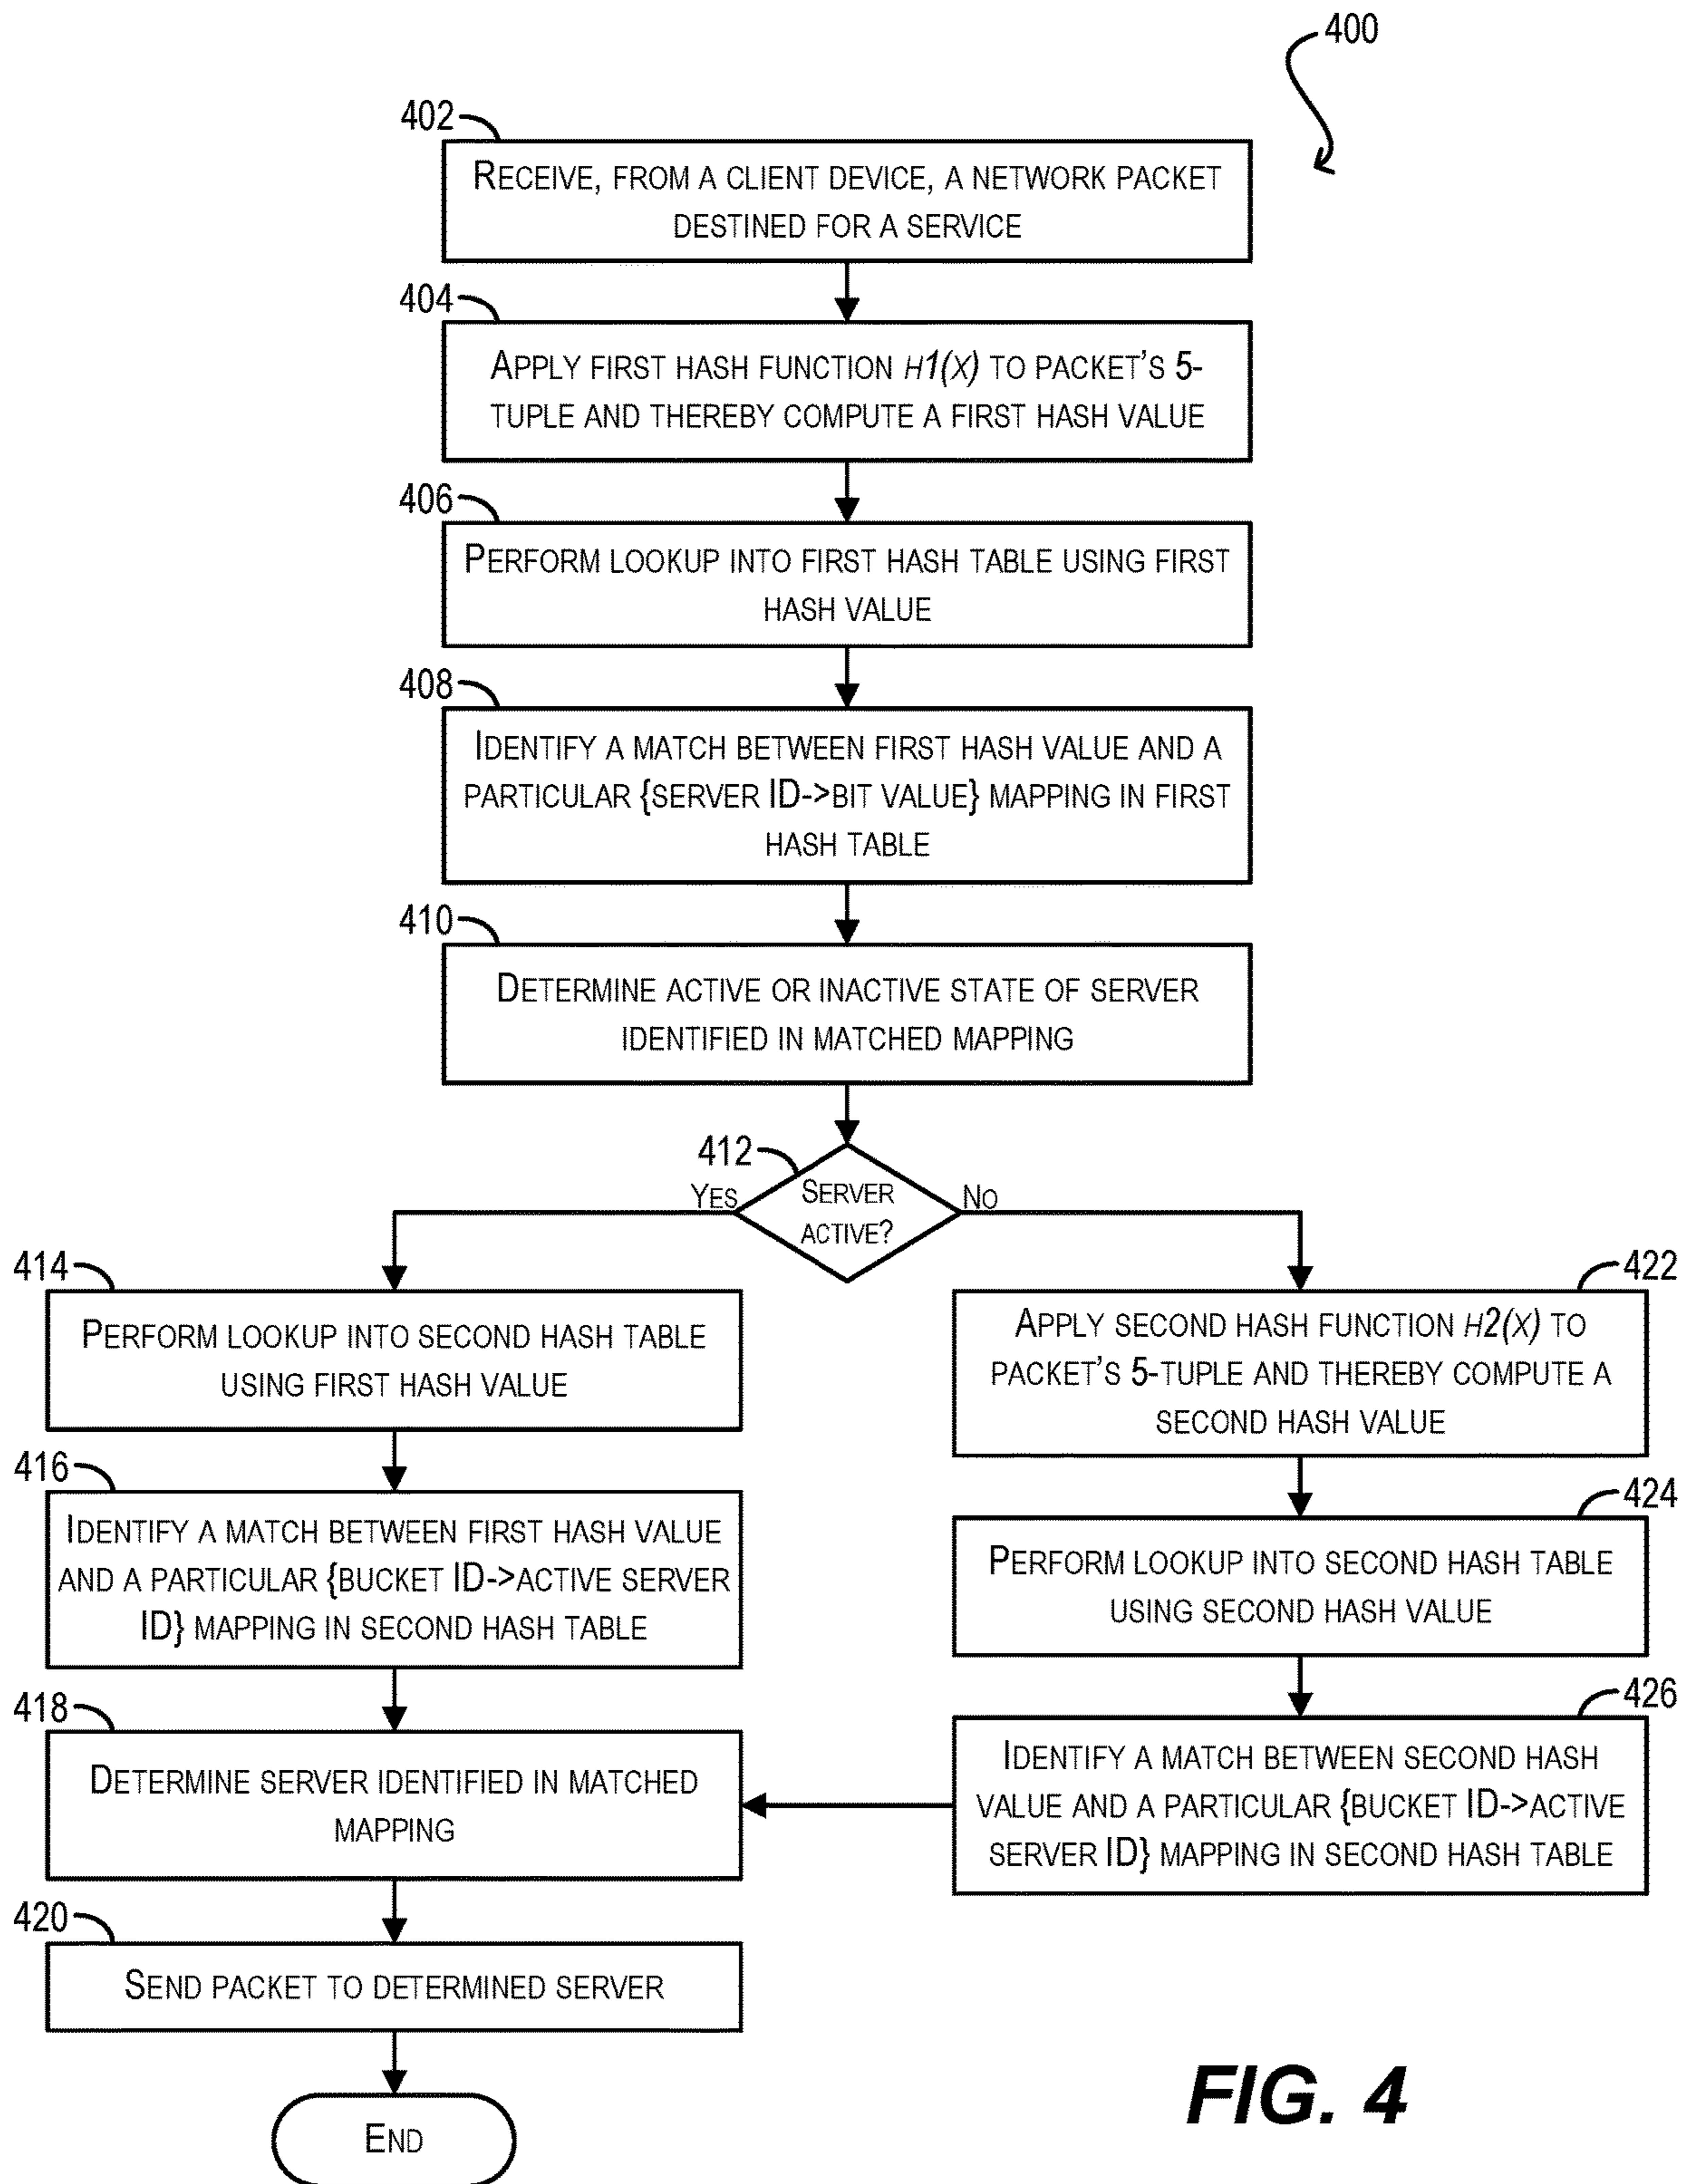 400
402
RECEIVE, FROM A CLIENT DEVICE, A NETWORK PACKET
DESTINED FOR A SERVICE
404
APPLY FIRST HASH FUNCTION H1(X) TO PACKET'S 5-
TUPLE AND THEREBY COMPUTE A FIRST HASH VALUE
406
PERFORM LOOKUP INTO FIRST HASH TABLE USING FIRST
HASH VALUE
408
IDENTIFY A MATCH BETWEEN FIRST HASH VALUE AND A
PARTICULAR {SERVER ID->BIT VALUE} MAPPING IN FIRST
HASH TABLE
410
DETERMINE ACTIVE OR INACTIVE STATE OF SERVER
IDENTIFIED IN MATCHED MAPPING
412
YES
SERVER
ACTIVE?
NO
414
PERFORM LOOKUP INTO SECOND HASH TABLE
USING FIRST HASH VALUE
416
IDENTIFY A MATCH BETWEEN FIRST HASH VALUE
AND A PARTICULAR {BUCKET ID->ACTIVE SERVER
ID} MAPPING IN SECOND HASH TABLE
418
DETERMINE SERVER IDENTIFIED IN MATCHED
MAPPING
420
SEND PACKET TO DETERMINED SERVER
END
422
APPLY SECOND HASH FUNCTION H2(X) TO
PACKET'S 5-TUPLE AND THEREBY COMPUTE A
SECOND HASH VALUE
424
PERFORM LOOKUP INTO SECOND HASH TABLE
USING SECOND HASH VALUE
426
IDENTIFY A MATCH BETWEEN SECOND HASH
VALUE AND A PARTICULAR {BUCKET ID->ACTIVE
SERVER ID} MAPPING IN SECOND HASH TABLE
FIG. 4